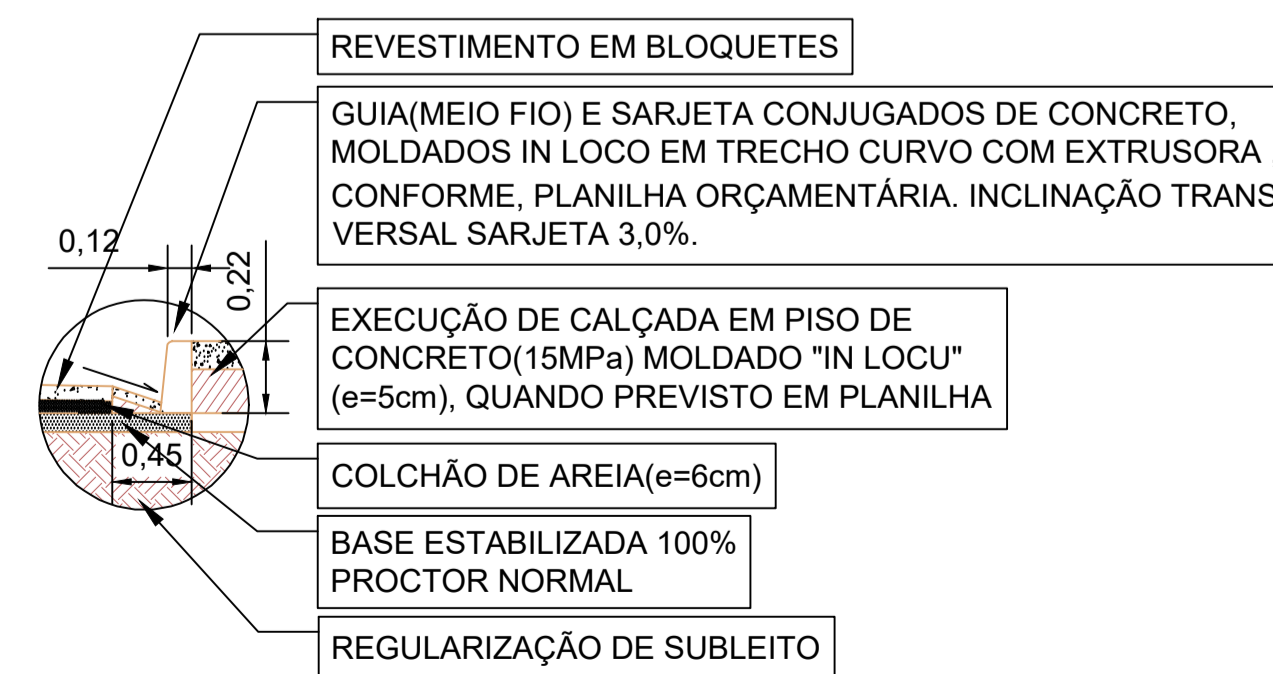 REVESTIMENTO EM BLOQUETES
GUIA(MEIO FIO) E SARJETA CONJUGADOS DE CONCRETO,
MOLDADOS IN LOCO EM TRECHO CURVO COM EXTRUSORA
CONFORME, PLANILHA ORÇAMENTÁRIA. INCLINAÇÃO TRANS
VERSAL SARJETA 3,0%.
0,12
0,22
EXECUÇÃO DE CALÇADA EM PISO DE
CONCRETO(15MPa) MOLDADO "IN LOCU"
(e=5cm), QUANDO PREVISTO EM PLANILHA
0,45
COLCHÃO DE AREIA(e=6cm)
BASE ESTABILIZADA 100%
PROCTOR NORMAL
REGULARIZAÇÃO DE SUBLEITO